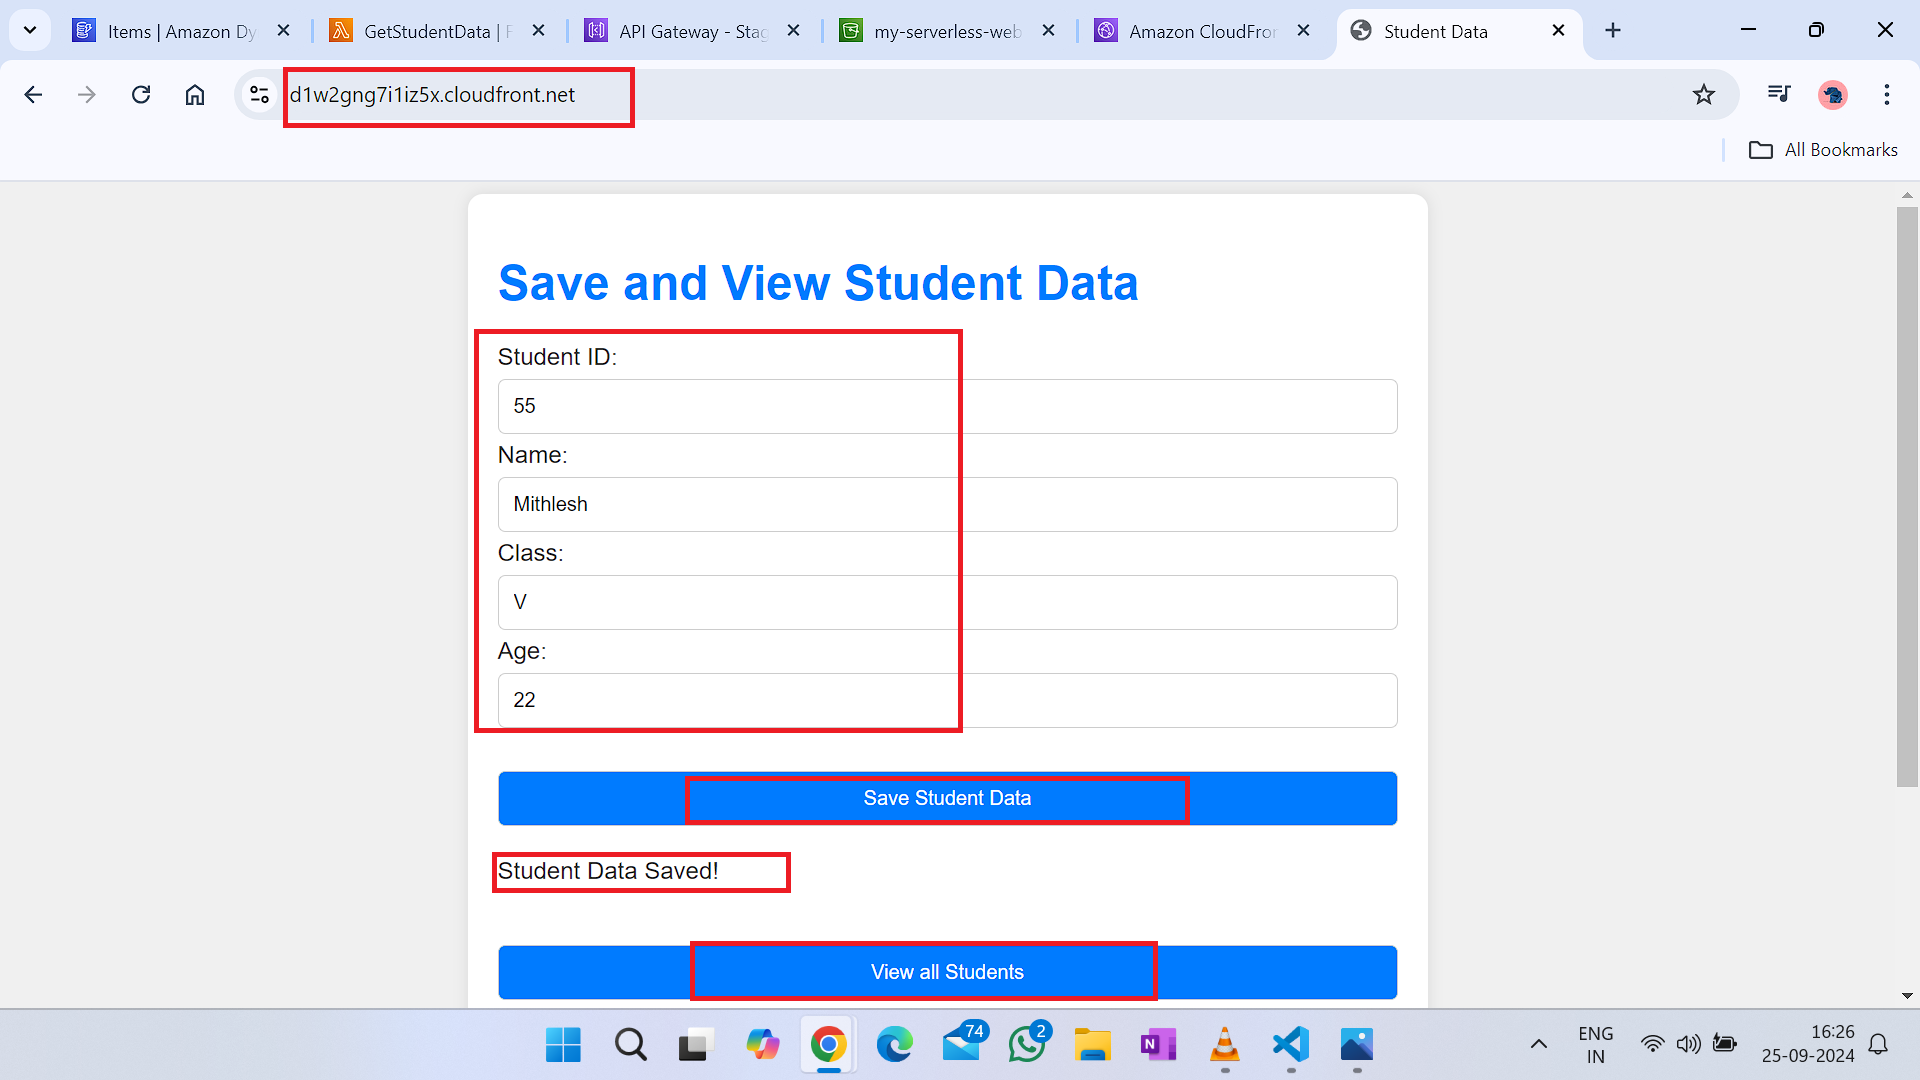 Items | Amazon Dy
GetStudentData | F
API Gateway - Stag
my-serverless-web
Amazon CloudFror
Student Data
d1w2gng7i1iz5x.cloudfront.net
All Bookmarks
Save and View Student Data
Student ID:
55
Name:
Mithlesh
Class:
V
Age:
22
Save Student Data
Student Data Saved!
View all Students
74
2
N
ENG
IN
16:26
25-09-2024